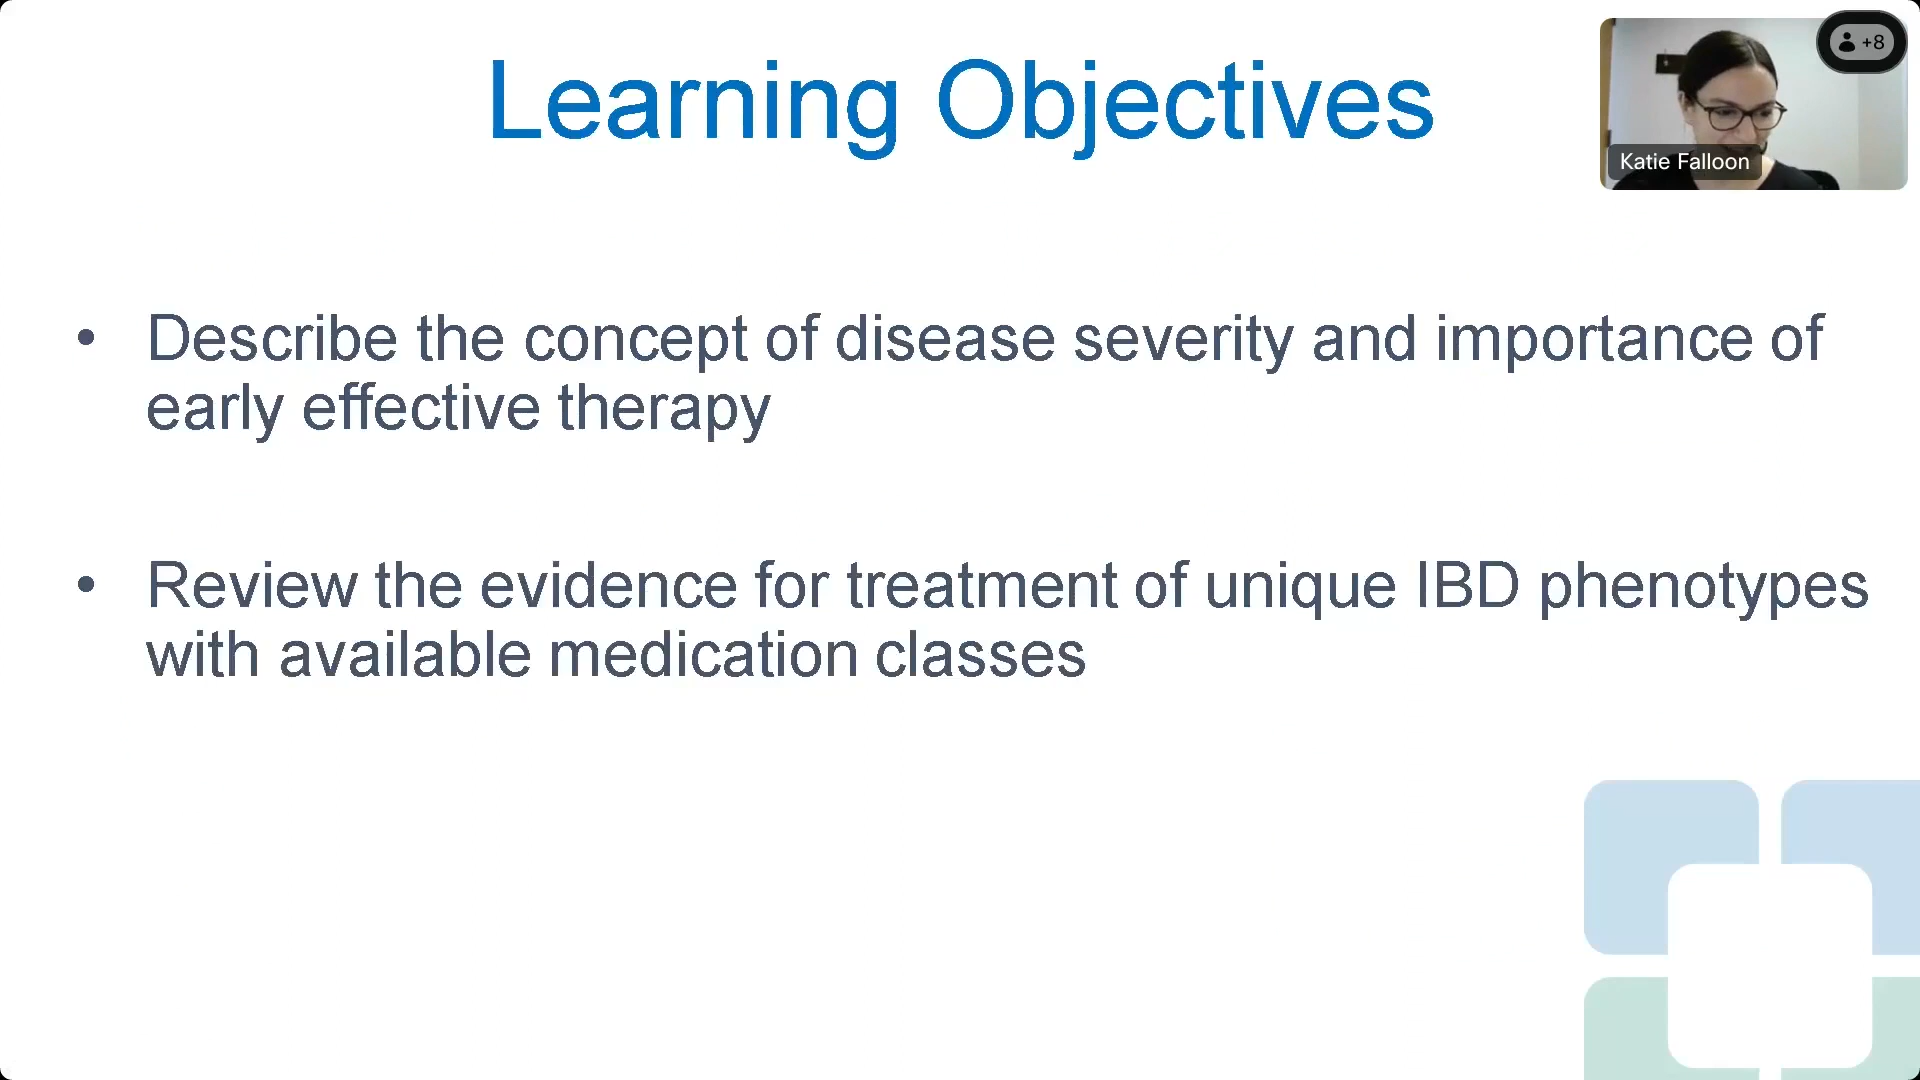 Learning Objectives
+8
Katie Falloon
• Describe the concept of disease severity and importance of
early effective therapy
• Review the evidence for treatment of unique IBD phenotypes
with available medication classes